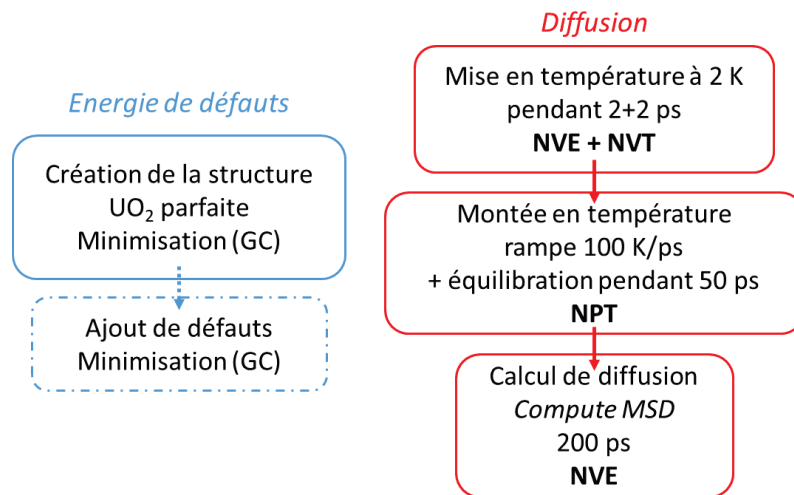 Energie de défauts
Création de la structure
UO₂ parfaite
Minimisation (GC)
Ajout de défauts
Minimisation (GC)
Diffusion
Mise en température à 2 K
pendant 2+2 ps
NVE + NVT
Montée en température
rampe 100 K/ps
+ équilibration pendant 50 ps
NPT
Calcul de diffusion
Compute MSD
200 ps
NVE